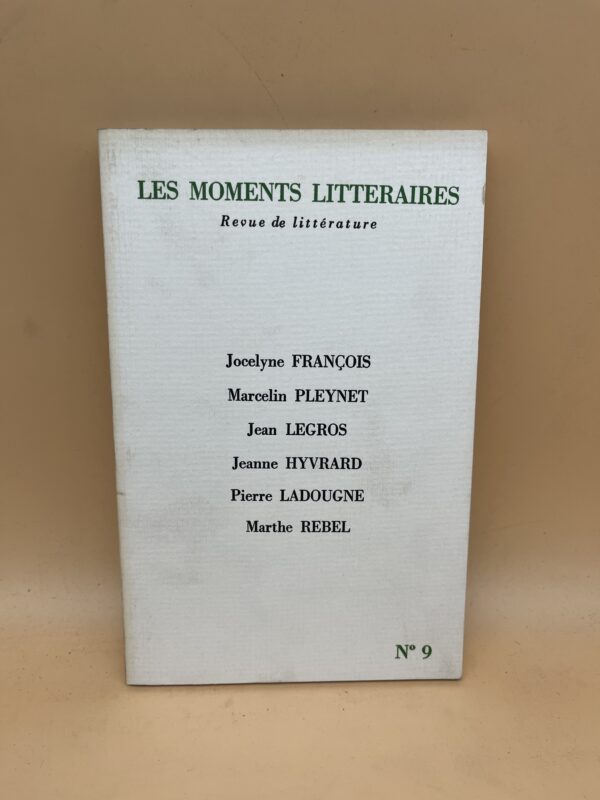 LES MOMENTS LITTERAIRES
Revue de littérature
Jocelyne FRANÇOIS
Marcelin PLEYNET
Jean LEGROS
Jeanne HYVRARD
Pierre LADOUGNE
Marthe REBEL
Nº 9